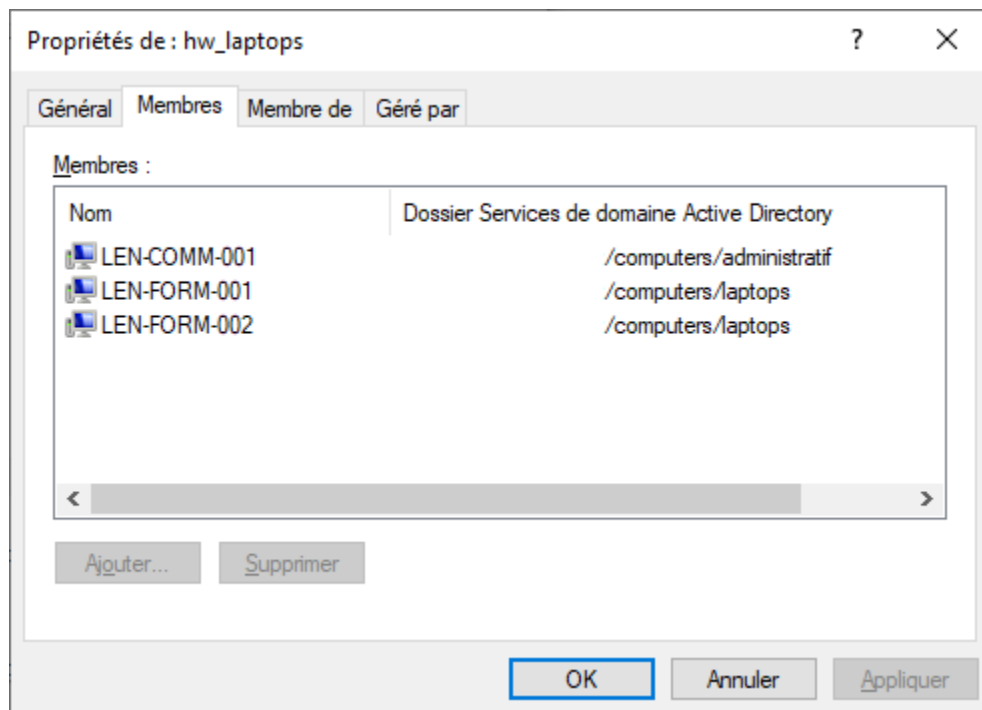 Propriétés de : hw_laptops ?
Général Membres Membre de Géré par
Membres :
Nom Dossier Services de domaine Active Directory
LEN-COMM-001 /computers/administratif
LEN-FORM-001 /computers/laptops
LEN-FORM-002 /computers/laptops
Ajouter... Supprimer
OK Annuler Appliquer